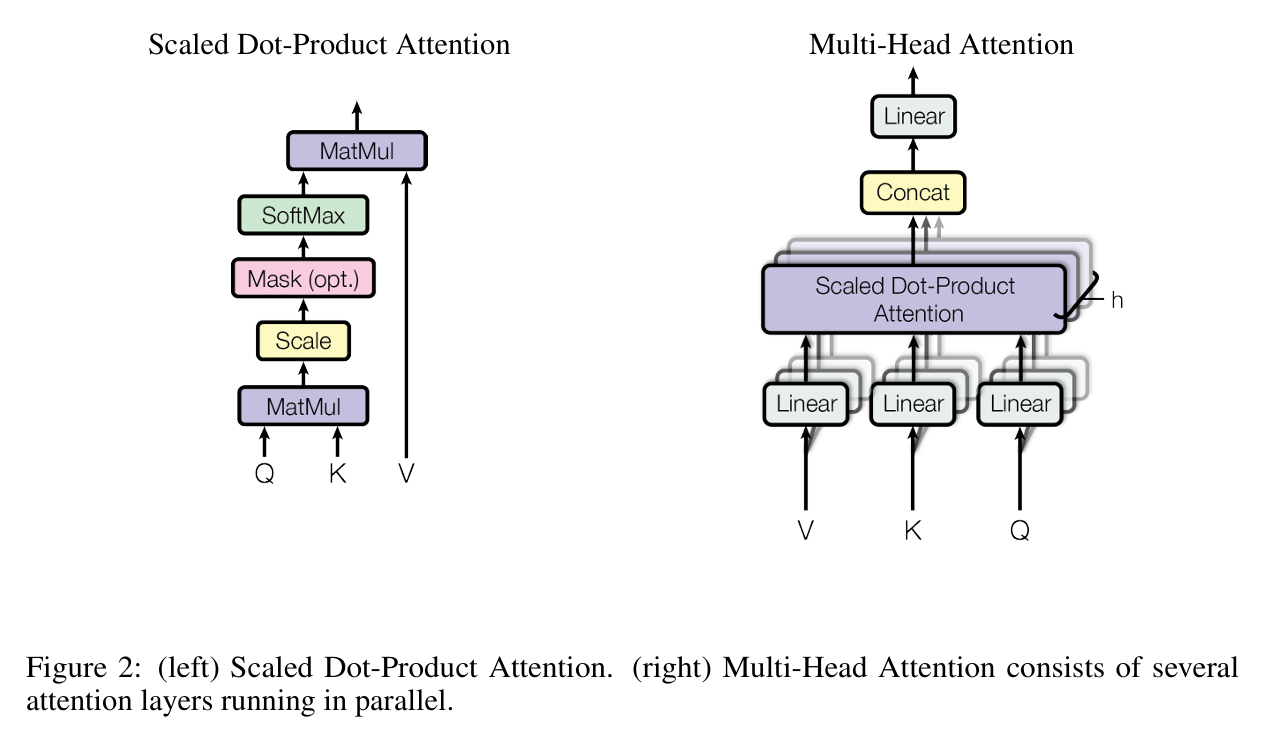 Scaled Dot-Product Attention
MatMul
SoftMax
Mask (opt.)
Scale
MatMul
Q K V
Multi-Head Attention
Linear
Concat
Scaled Dot-Product
Attention
h
Linear Linear Linear
V K Q
Figure 2: (left) Scaled Dot-Product Attention. (right) Multi-Head Attention consists of several
attention layers running in parallel.